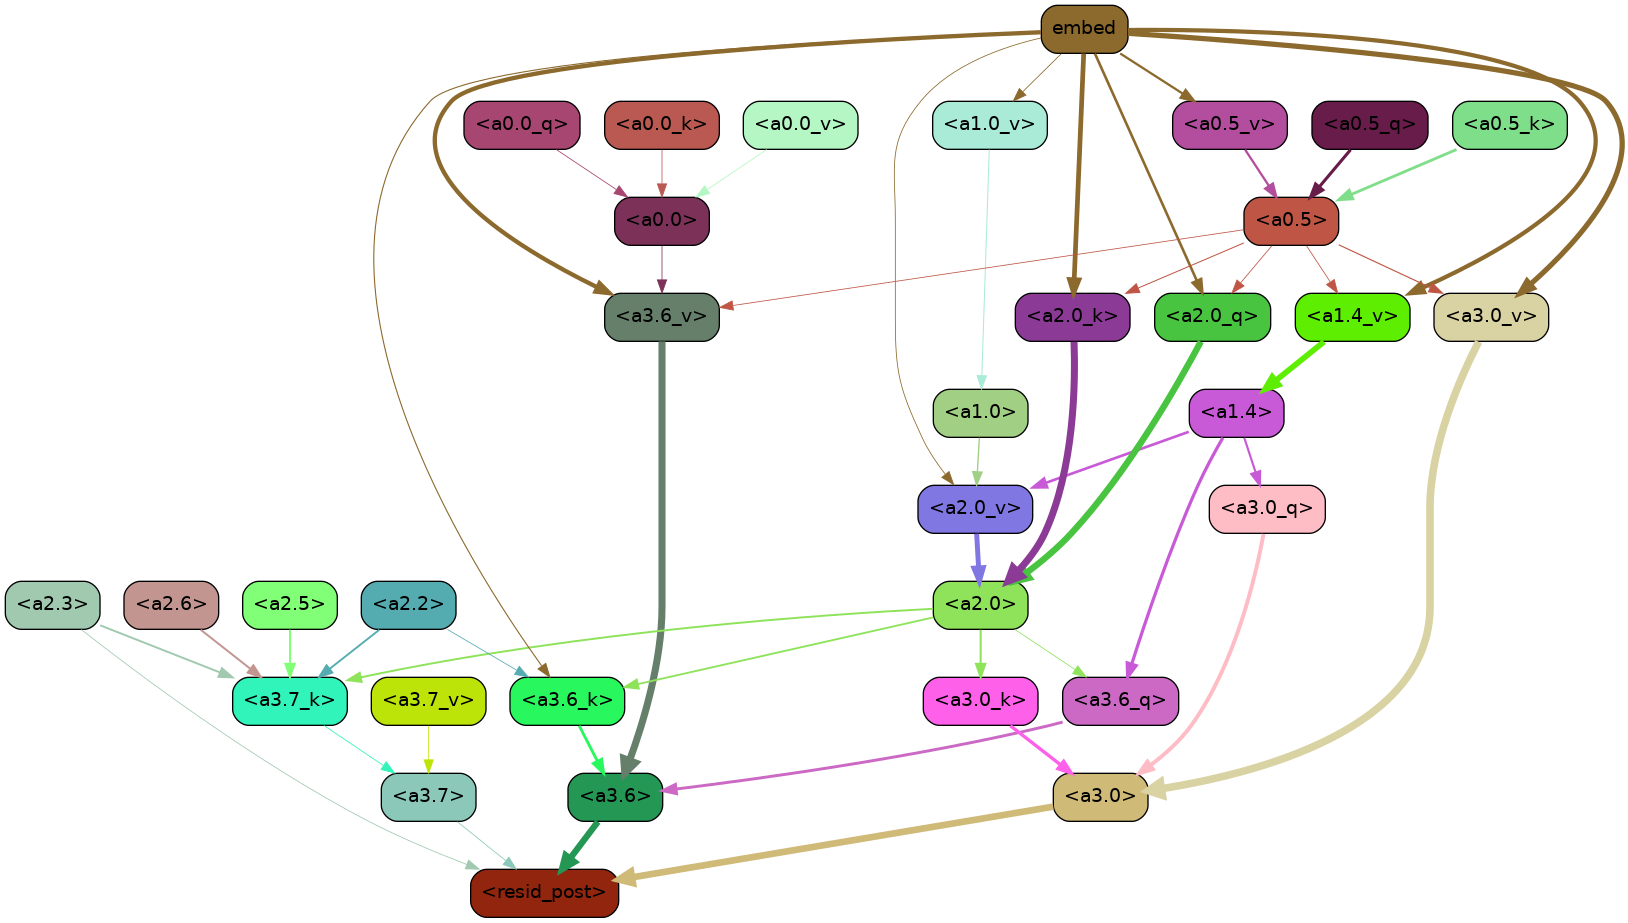 embed
<a0.0_q>
<a0.0_k>
<a0.0_v>
<a1.0_v>
<a0.5_v>
<a0.5_q>
<a0.5_k>
<a0.0>
<a0.5>
<a3.6_v>
<a2.0_k>
<a2.0_q>
<a1.4_v>
<a3.0_v>
<a1.0>
<a1.4>
<a2.0_v>
<a3.0_q>
<a2.3>
<a2.6>
<a2.5>
<a2.2>
<a2.0>
<a3.7_k>
<a3.7_v>
<a3.6_k>
<a3.0_k>
<a3.6_q>
<a3.7>
<a3.6>
<a3.0>
<resid_post>